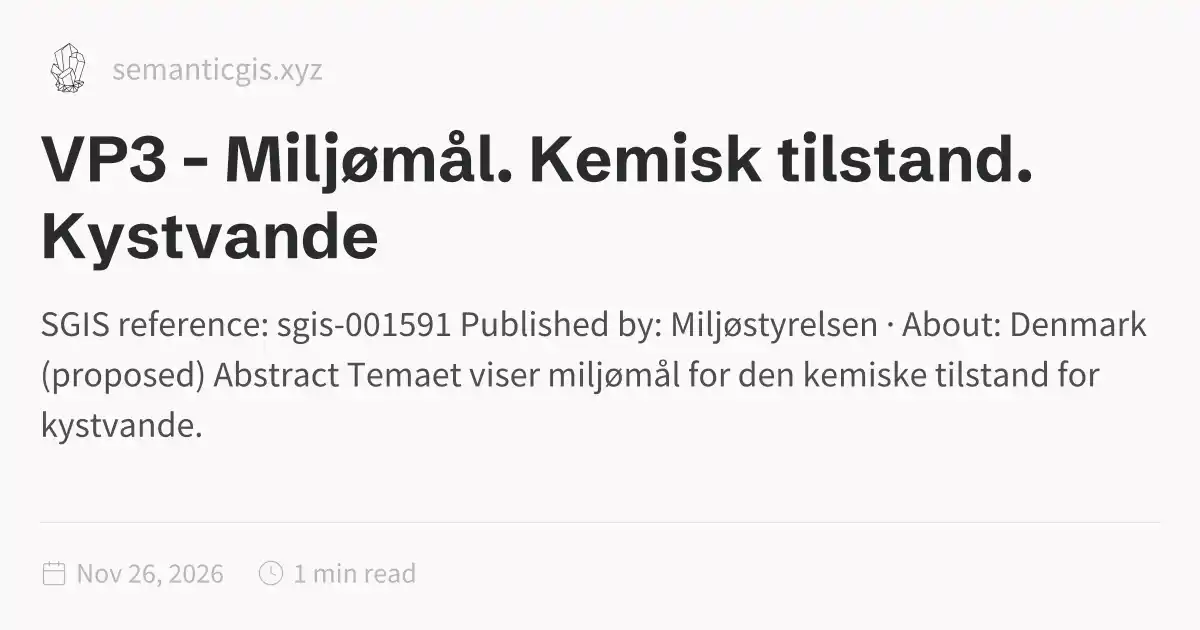 semanticgis.xyz
VP3 - Miljømål. Kemisk tilstand.
Kystvande
SGIS reference: sgis-001591 Published by: Miljøstyrelsen · About: Denmark
(proposed) Abstract Temaet viser miljømål for den kemiske tilstand for
kystvande.
Nov 26, 2026 1 min read